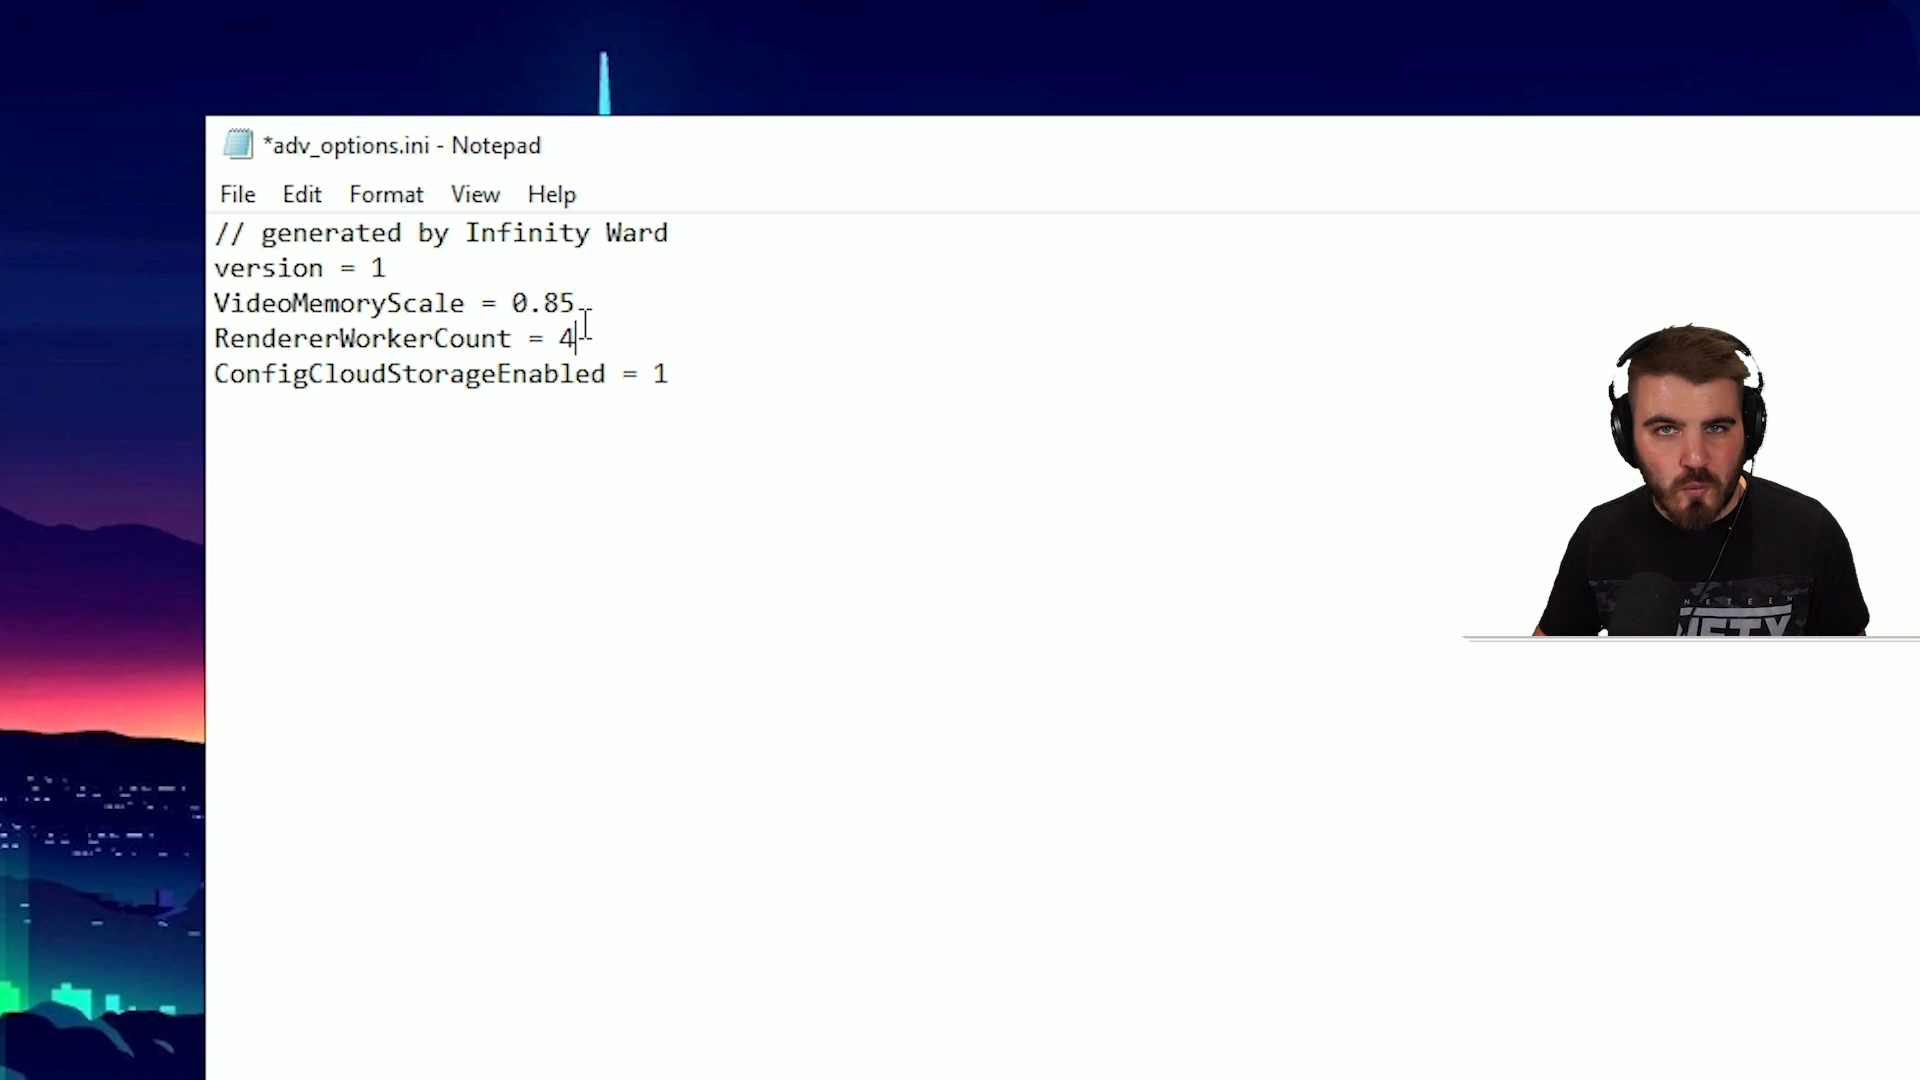 *adv_options.ini - Notepad
File Edit Format View Help
// generated by Infinity Ward
version = 1
VideoMemoryScale = 0.85
RendererWorkerCount = 4
ConfigCloudStorageEnabled = 1
N E T E E N